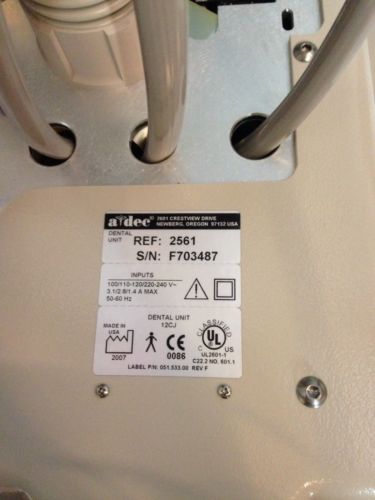 a-dec® 2601 CRESTVIEW DRIVE
NEWBERG, OREGON 97132 USA
DENTAL UNIT REF: 2561
S/N: F703487
INPUTS
100/110-120/220-240 V~
3.1/2.8/1.4 A MAX
50-60 Hz
DENTAL UNIT
12CJ
MADE IN
USA
2007
0086
CLASSIFIED
UL ®
C US
UL2601-1
C22.2 NO. 601.1
LABEL P/N: 051.533.00 REV F